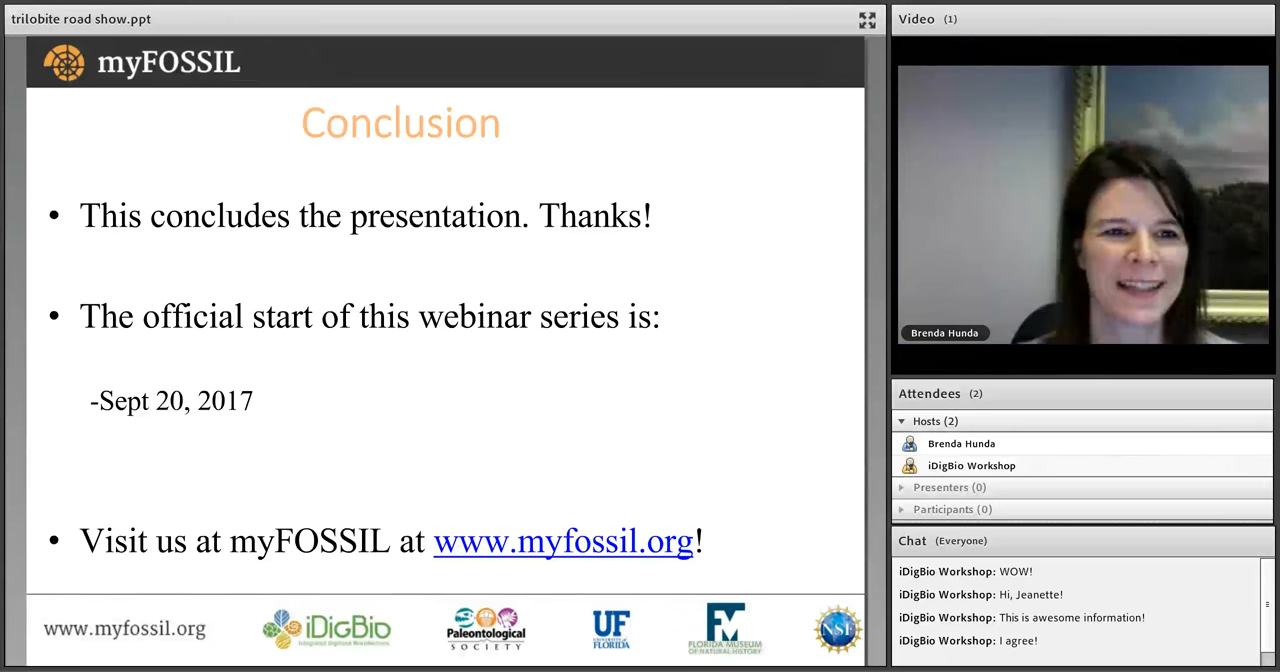 trilobite road show.ppt
myFOSSIL
Conclusion
• This concludes the presentation. Thanks!
• The official start of this webinar series is:
-Sept 20, 2017
• Visit us at myFOSSIL at www.myfossil.org!
www.myfossil.org
iDigBio
Paleontological
SOCIETY
UF
UNIVERSITY of
FLORIDA
FM
FLORIDA MUSEUM
OF NATURAL HISTORY
NSF
Video (1)
Brenda Hunda
Attendees (2)
Hosts (2)
Brenda Hunda
iDigBio Workshop
Presenters (0)
Participants (0)
Chat (Everyone)
iDigBio Workshop: WOW!
iDigBio Workshop: Hi, Jeanette!
iDigBio Workshop: This is awesome information!
iDigBio Workshop: I agree!